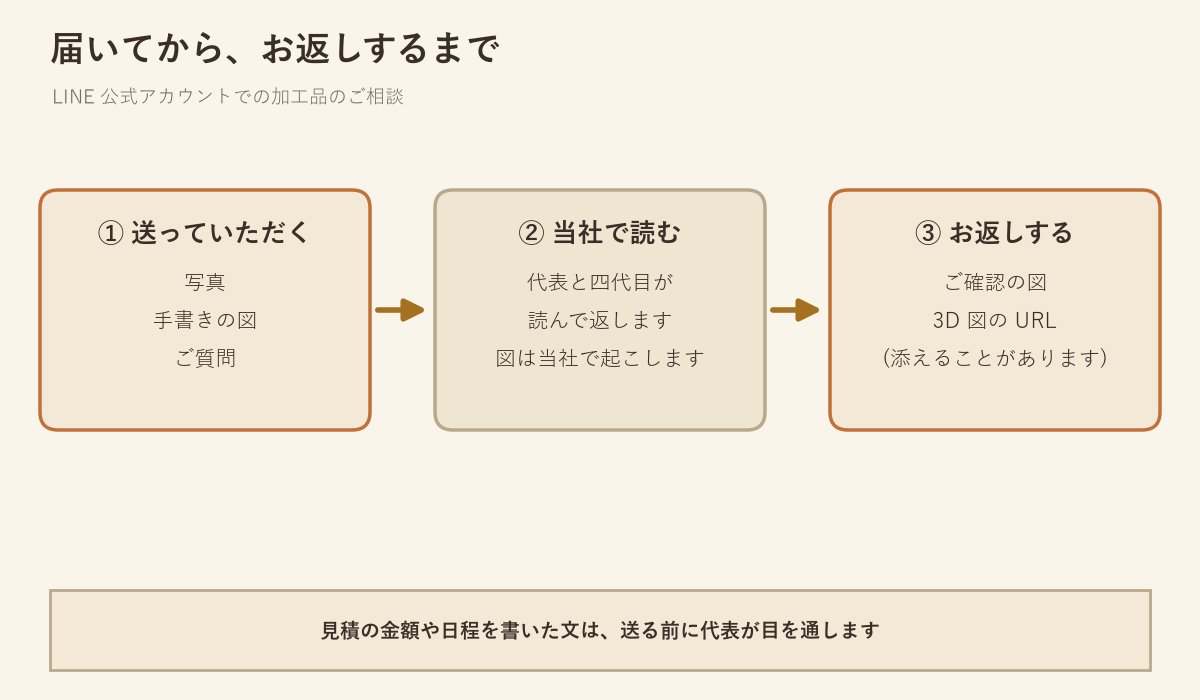 届いてから、お返しするまで
LINE 公式アカウントでの加工品のご相談
① 送っていただく
写真
手書きの図
ご質問
② 当社で読む
代表と四代目が
読んで返します
図は当社で起こします
③ お返しする
ご確認の図
3D 図の URL
(添えることがあります)
見積の金額や日程を書いた文は、送る前に代表が目を通します